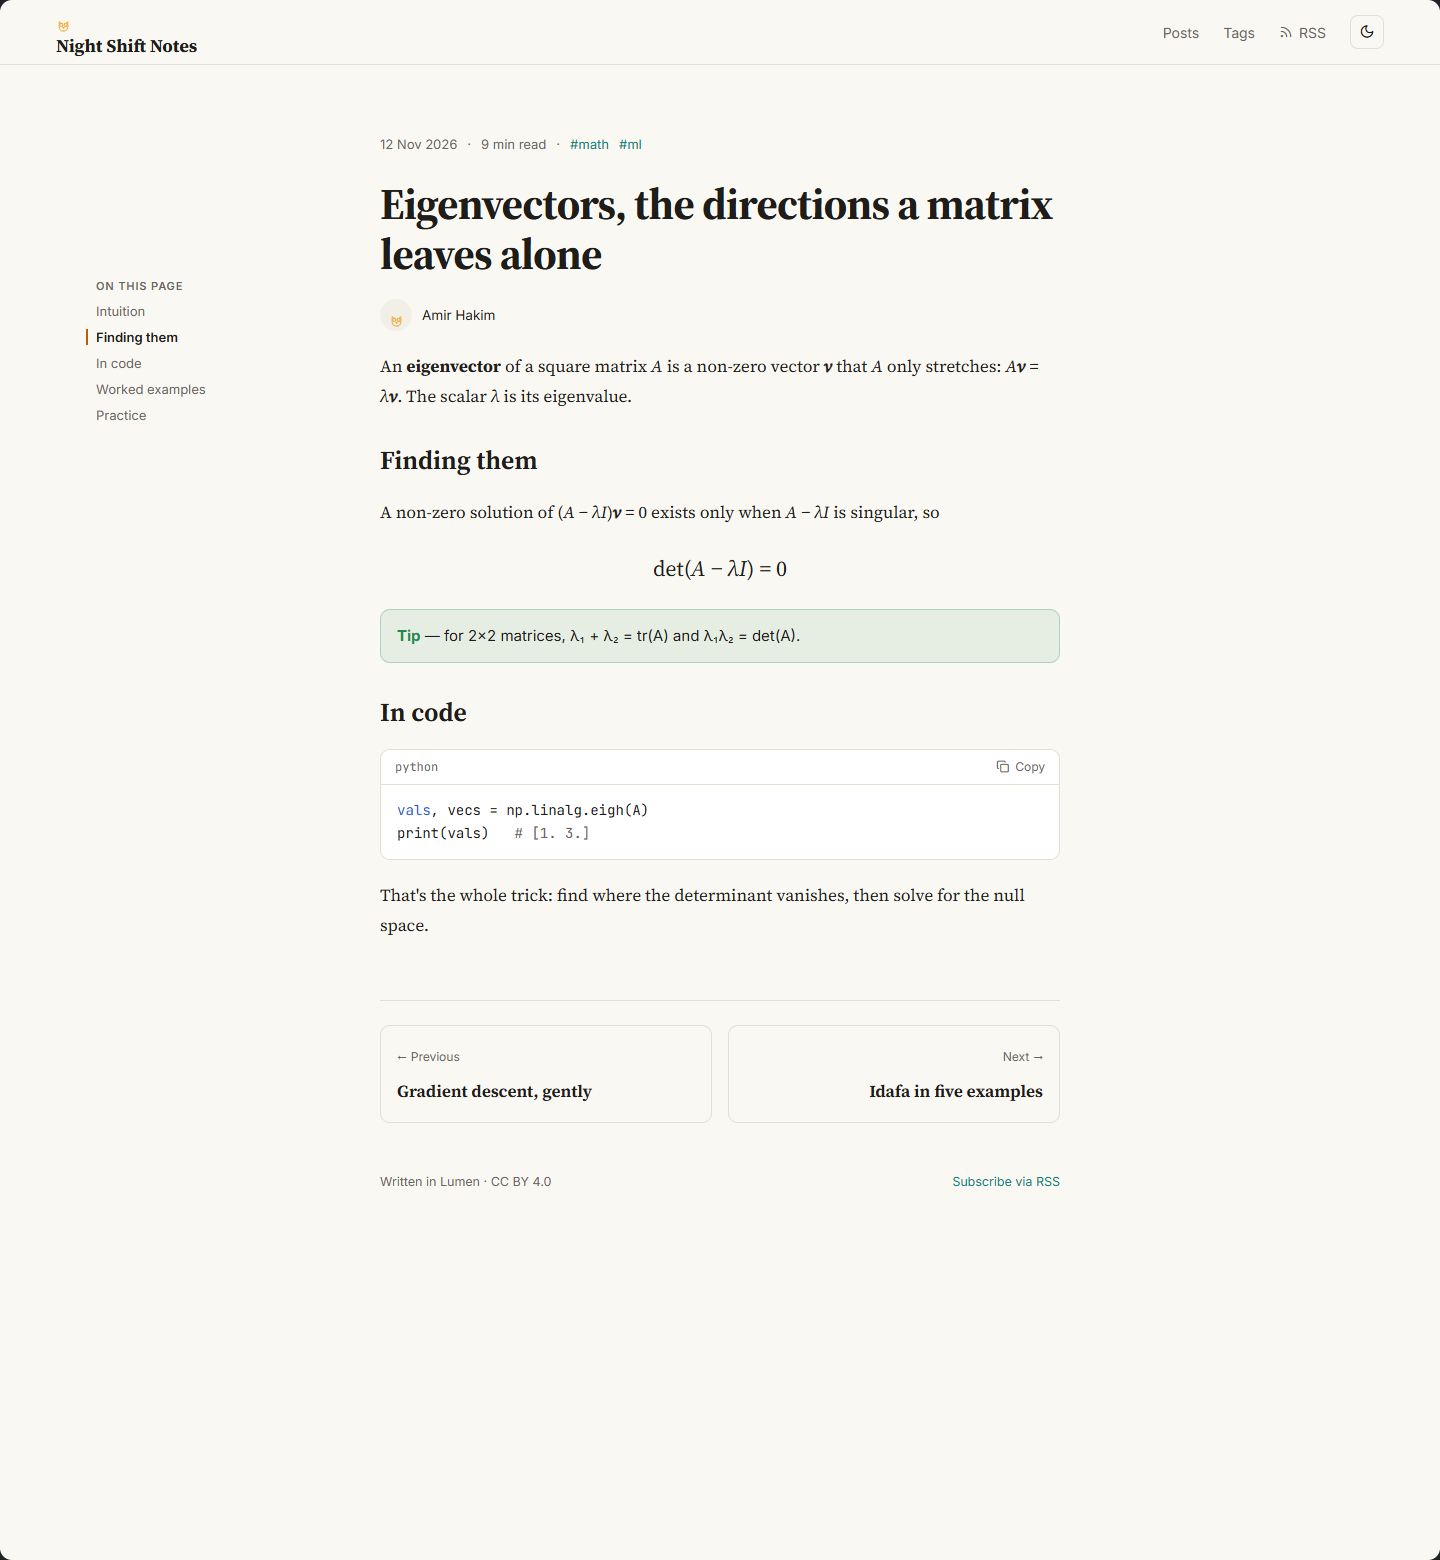 Night Shift Notes
Posts Tags RSS
12 Nov 2026 · 9 min read · #math #ml
Eigenvectors, the directions a matrix
leaves alone
ON THIS PAGE
Intuition
Finding them
In code
Worked examples
Practice
Amir Hakim
An eigenvector of a square matrix A is a non-zero vector v that A only stretches: Av =
λv. The scalar λ is its eigenvalue.
Finding them
A non-zero solution of (A − λI)v = 0 exists only when A − λI is singular, so
det(A − λI) = 0
Tip — for 2×2 matrices, λ₁ + λ₂ = tr(A) and λ₁λ₂ = det(A).
In code
python Copy
vals, vecs = np.linalg.eigh(A)
print(vals)   # [1. 3.]
That's the whole trick: find where the determinant vanishes, then solve for the null
space.
← Previous
Gradient descent, gently
Next →
Idafa in five examples
Written in Lumen · CC BY 4.0 Subscribe via RSS